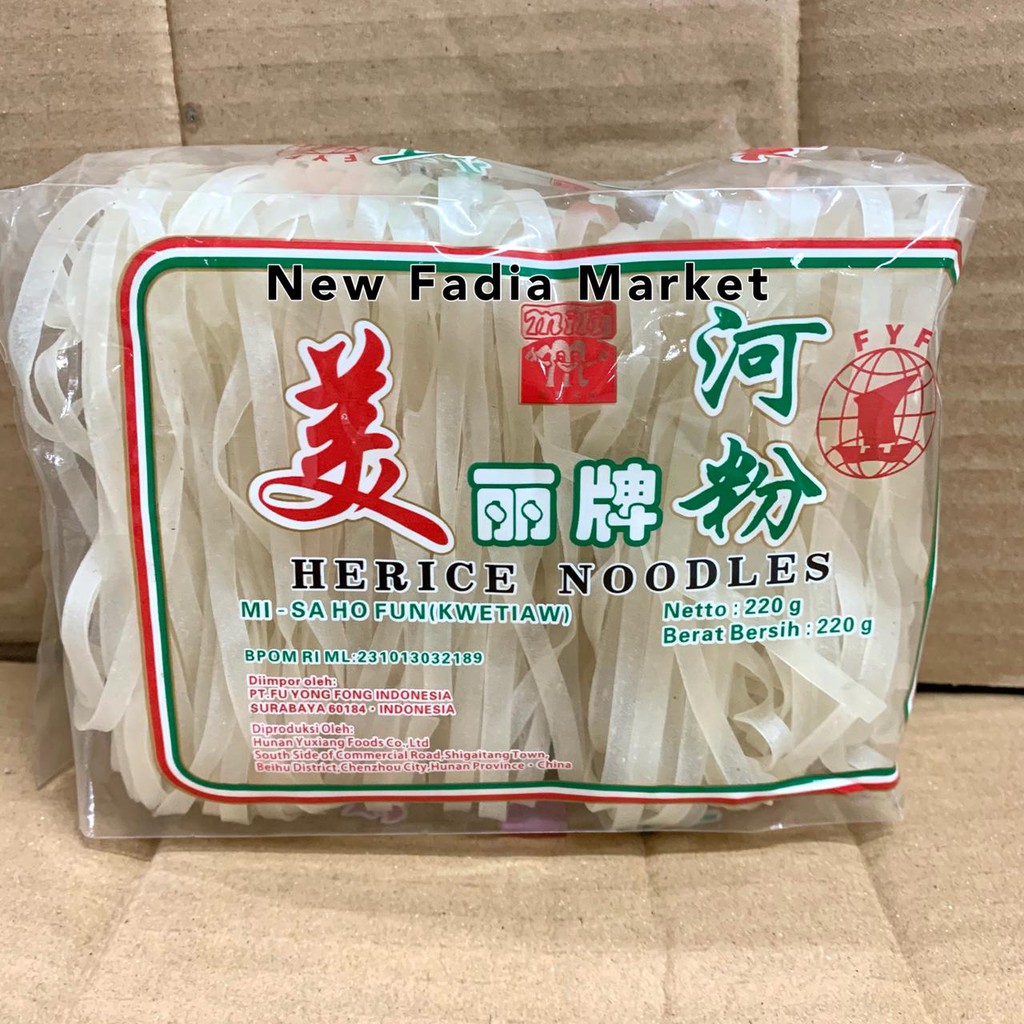 New Fadia Market
mili
美
丽牌
河
粉
FYF
HERICE NOODLES
MI-SA HO FUN(KWETIAW)
Netto : 220 g
Berat Bersih : 220 g
BPOM RI ML:231013032189
Diimpor oleh:
PT.FU YONG FONG INDONESIA
SURABAYA 60184 · INDONESIA
Diproduksi Oleh:
Hunan Yuxiang Foods Co.,Ltd
South Side of Commercial Road,Shigaitang Town,
Beihu District,Chenzhou City,Hunan Province · China